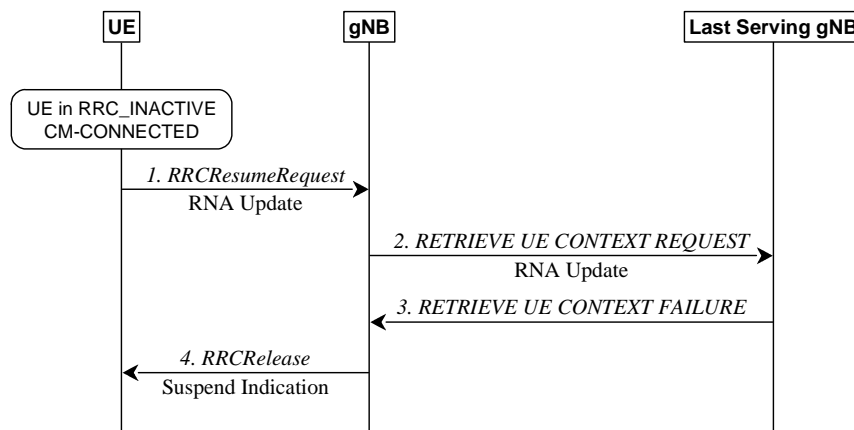 UE
gNB
Last Serving gNB
UE in RRC_INACTIVE
CM-CONNECTED
1. RRCResumeRequest
RNA Update
2. RETRIEVE UE CONTEXT REQUEST
RNA Update
3. RETRIEVE UE CONTEXT FAILURE
4. RRCRelease
Suspend Indication